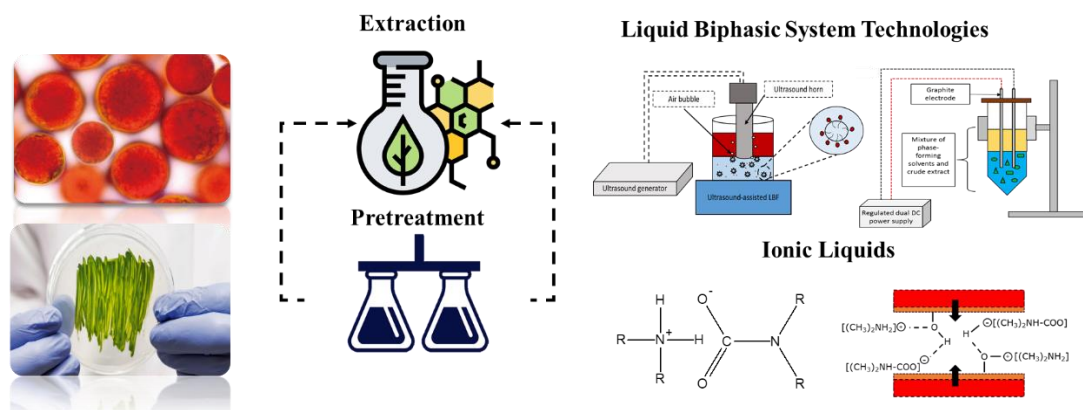 Extraction
Pretreatment
Liquid Biphasic System Technologies
Air bubble
Ultrasound horn
Ultrasound generator
Ultrasound-assisted LBF
Graphite
electrode
Mixture of
phase-
forming
solvents and
crude extract
Regulated dual DC
power supply
Ionic Liquids
H
R
N
+
H
R
O
-
C
O
N
R
R
[(CH3)2NH2]⊖
O
H
⊖[(CH3)2NH-COO]
H
[(CH3)2NH-COO]⊖
O
⊖[(CH3)2NH2]